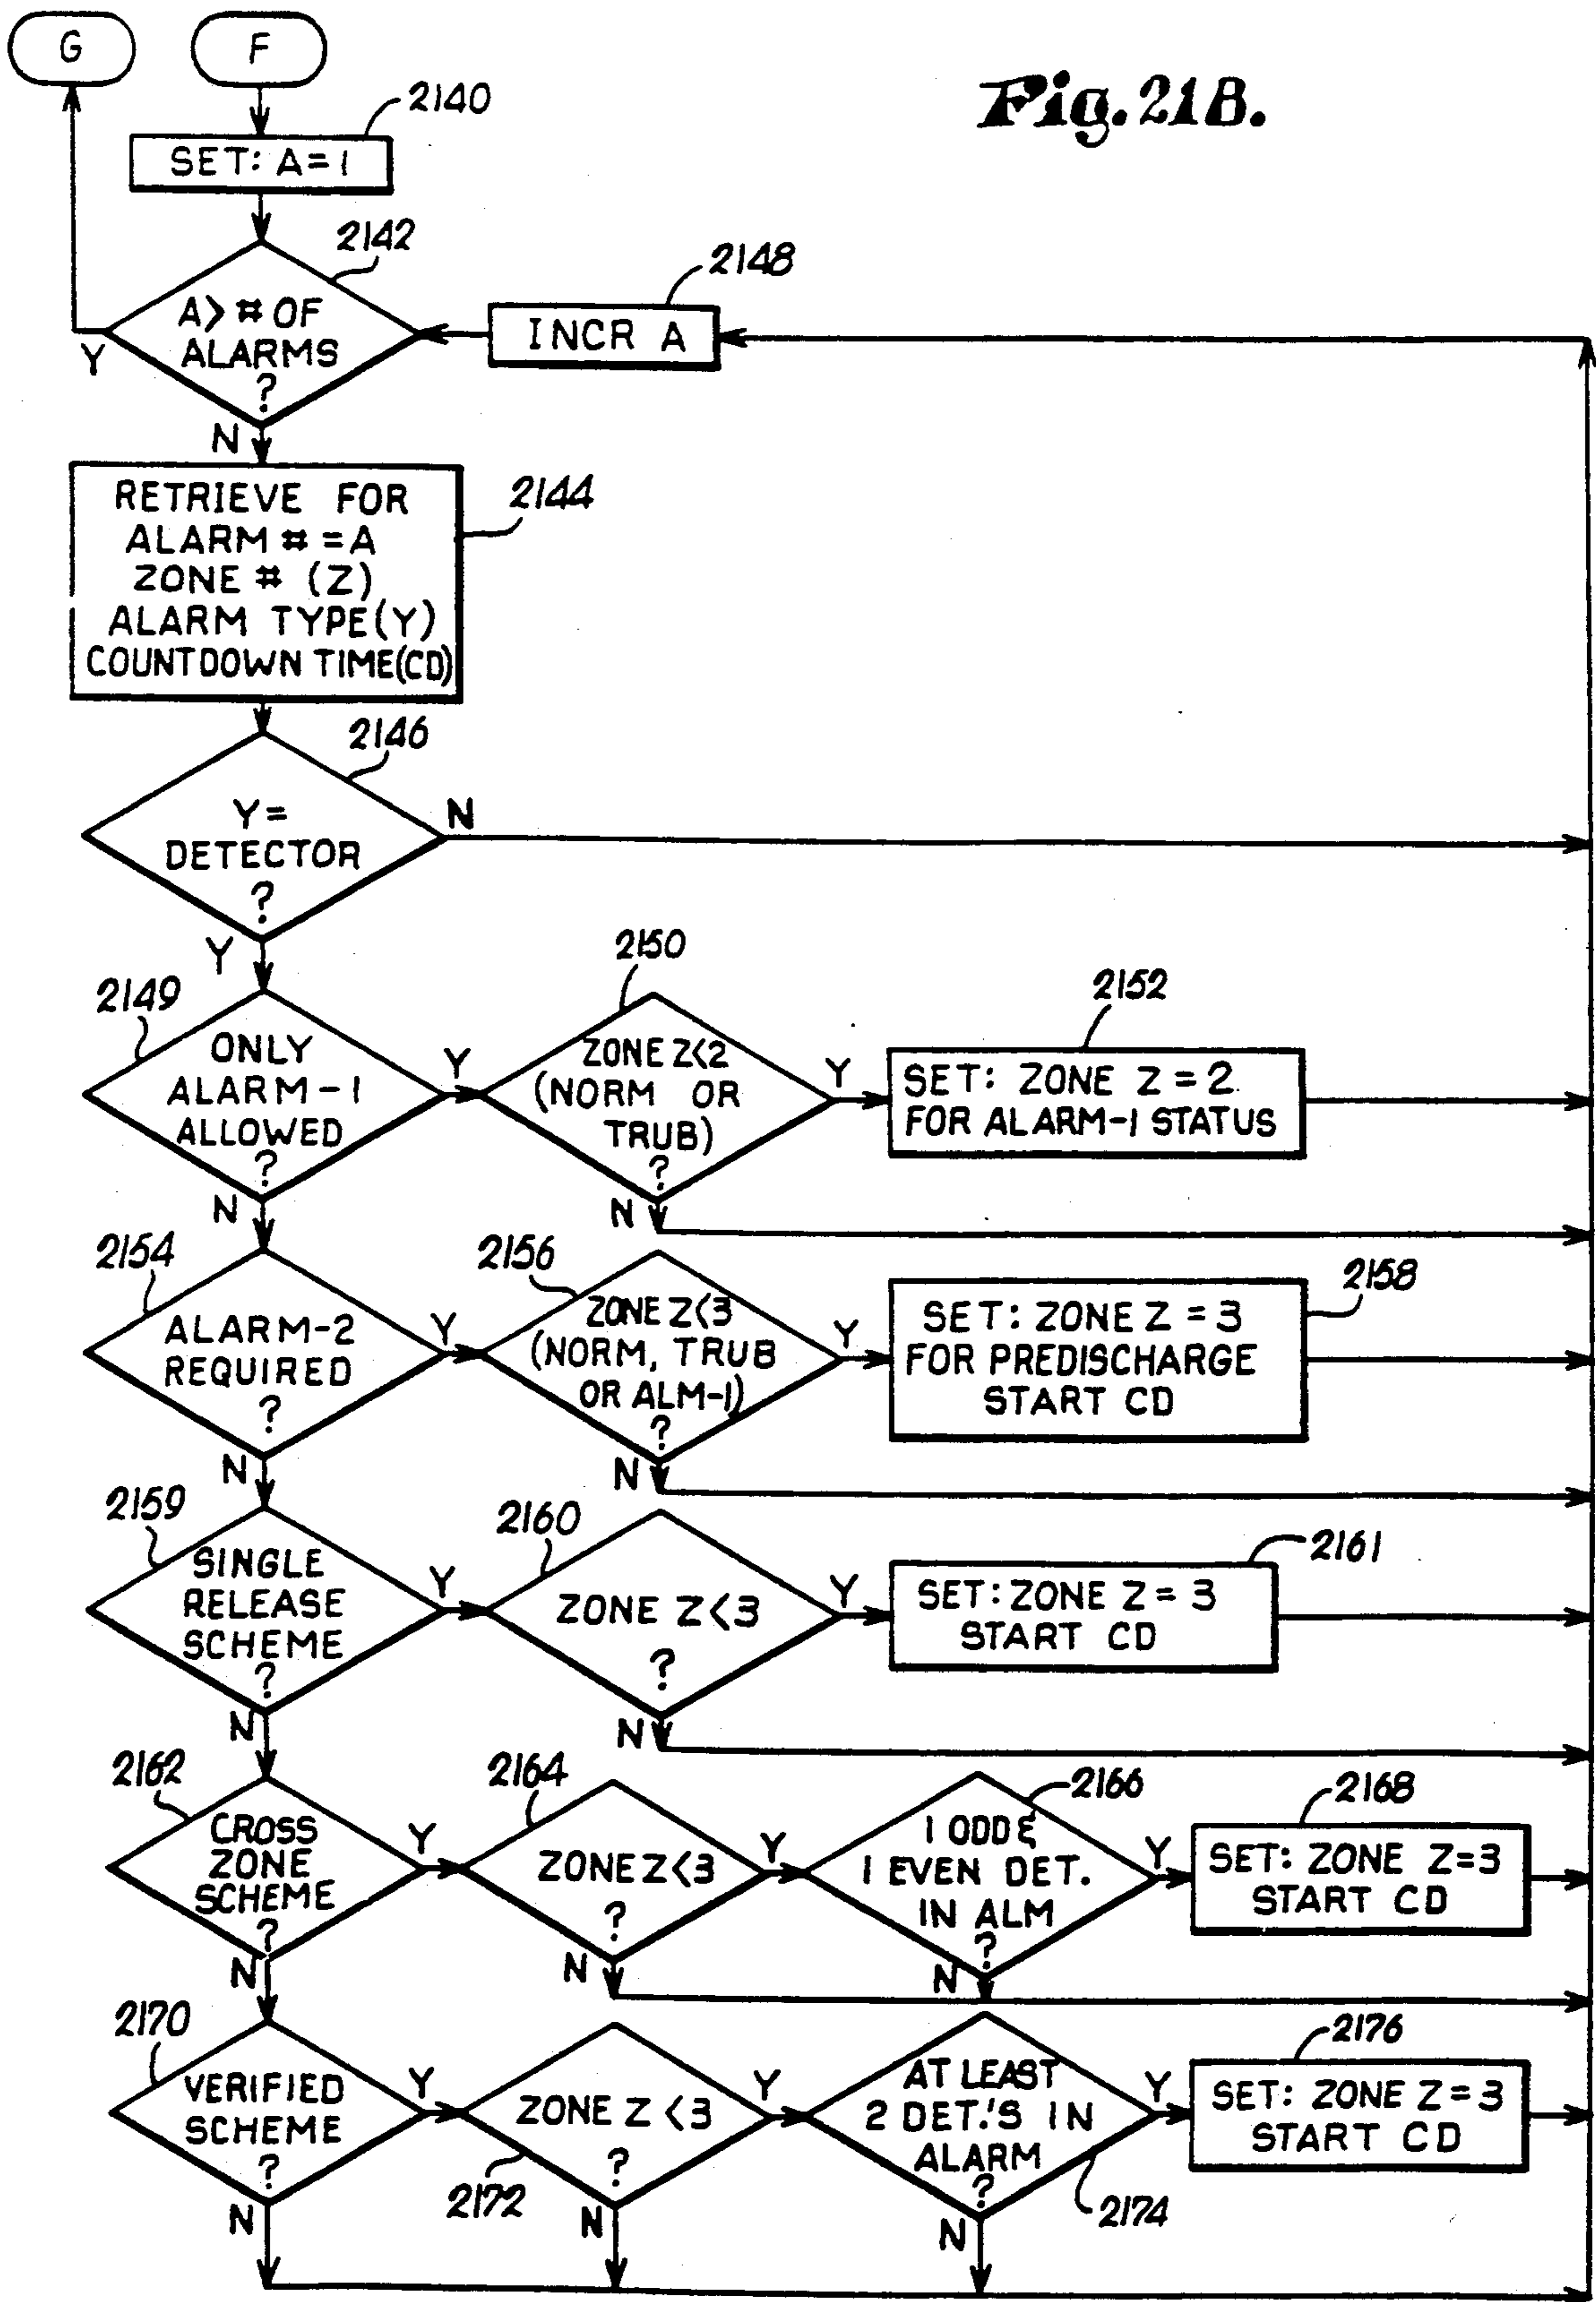 G
F
Fig. 21B.
2140
SET: A=1
2142
2148
A> # OF
ALARMS
?
INCR A
Y
N
2144
RETRIEVE FOR
ALARM # = A
ZONE # (Z)
ALARM TYPE(Y)
COUNTDOWN TIME(CD)
2146
Y=
DETECTOR
?
N
Y
2149
ONLY
ALARM-1
ALLOWED
?
Y
N
2150
ZONE Z<2
(NORM OR
TRUB)
?
Y
N
2152
SET: ZONE Z = 2
FOR ALARM-1 STATUS
2154
ALARM-2
REQUIRED
?
Y
N
2156
ZONE Z<3
(NORM, TRUB
OR ALM-1)
?
Y
N
2158
SET: ZONE Z = 3
FOR PREDISCHARGE
START CD
2159
SINGLE
RELEASE
SCHEME
?
Y
N
2160
ZONE Z<3
?
Y
N
2161
SET: ZONE Z = 3
START CD
2162
CROSS
ZONE
SCHEME
?
Y
N
2164
ZONE Z<3
?
Y
N
2166
1 ODD &
1 EVEN DET.
IN ALM
?
Y
N
2168
SET: ZONE Z=3
START CD
2170
VERIFIED
SCHEME
?
Y
N
ZONE Z <3
?
2172
Y
N
AT LEAST
2 DET.'S IN
ALARM
?
2174
Y
N
2176
SET: ZONE Z=3
START CD